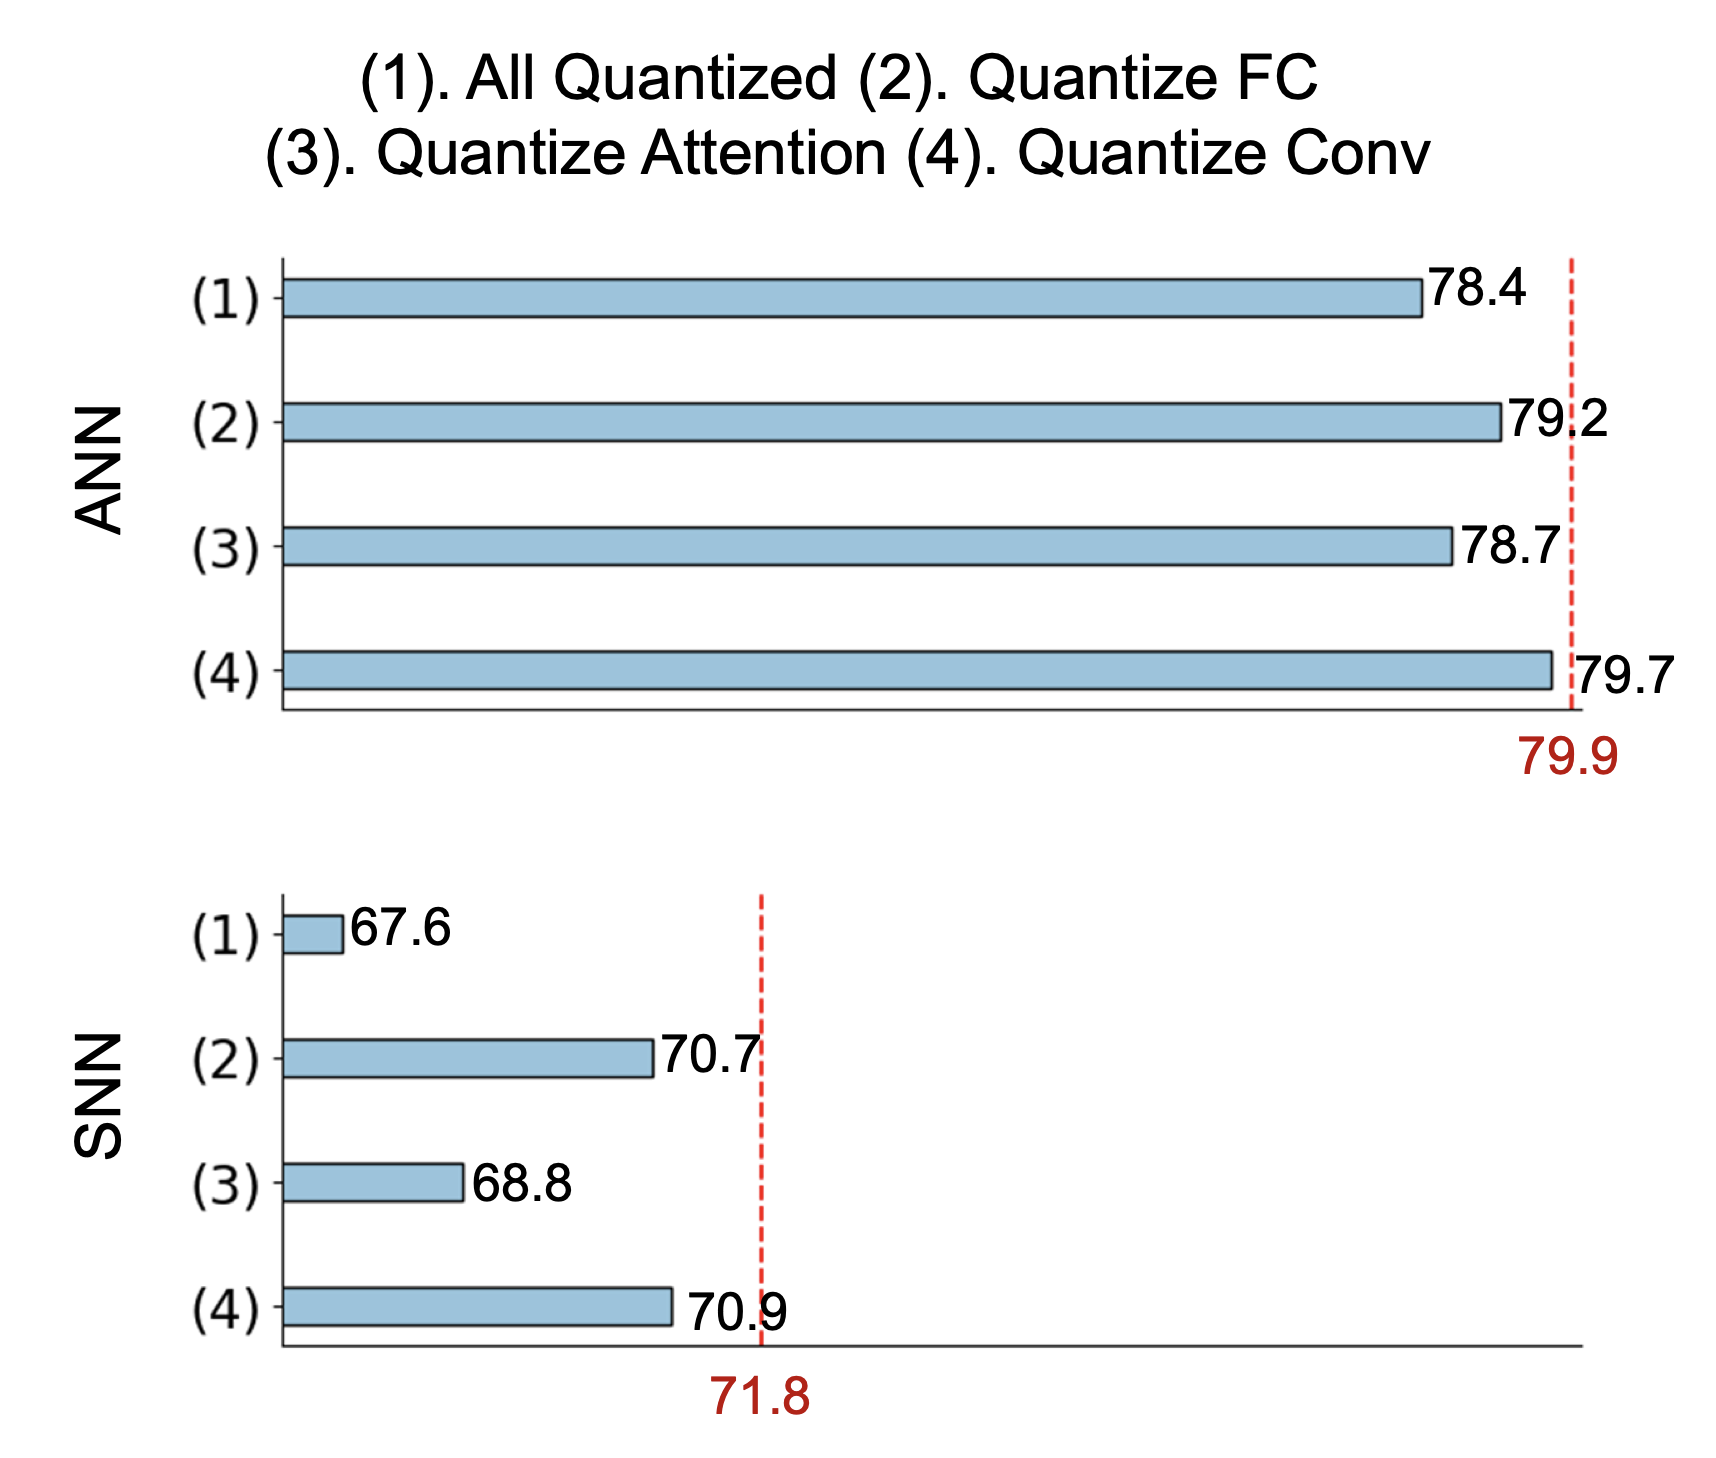 (1). All Quantized (2). Quantize FC
(3). Quantize Attention (4). Quantize Conv
ANN
(1) 78.4
(2) 79.2
(3) 78.7
(4) 79.7
79.9
SNN
(1) 67.6
(2) 70.7
(3) 68.8
(4) 70.9
71.8